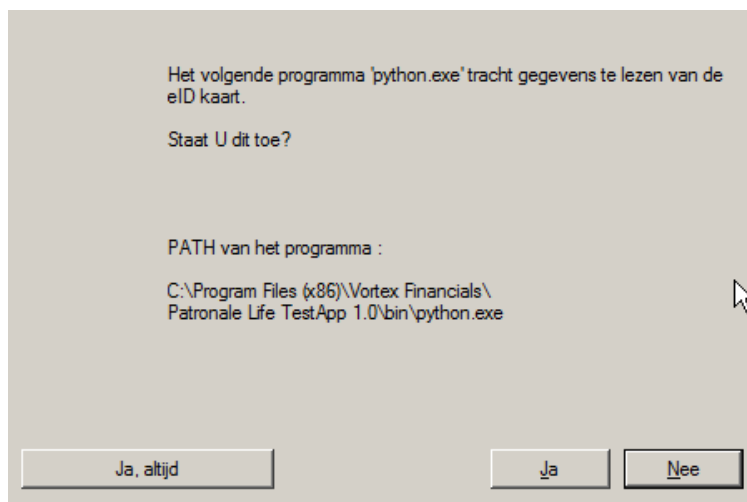 Het volgende programma 'python.exe' tracht gegevens te lezen van de
eID kaart.
Staat U dit toe?
PATH van het programma :
C:\Program Files (x86)\Vortex Financials\
Patronale Life TestApp 1.0\bin\python.exe
Ja, altijd
Ja
Nee